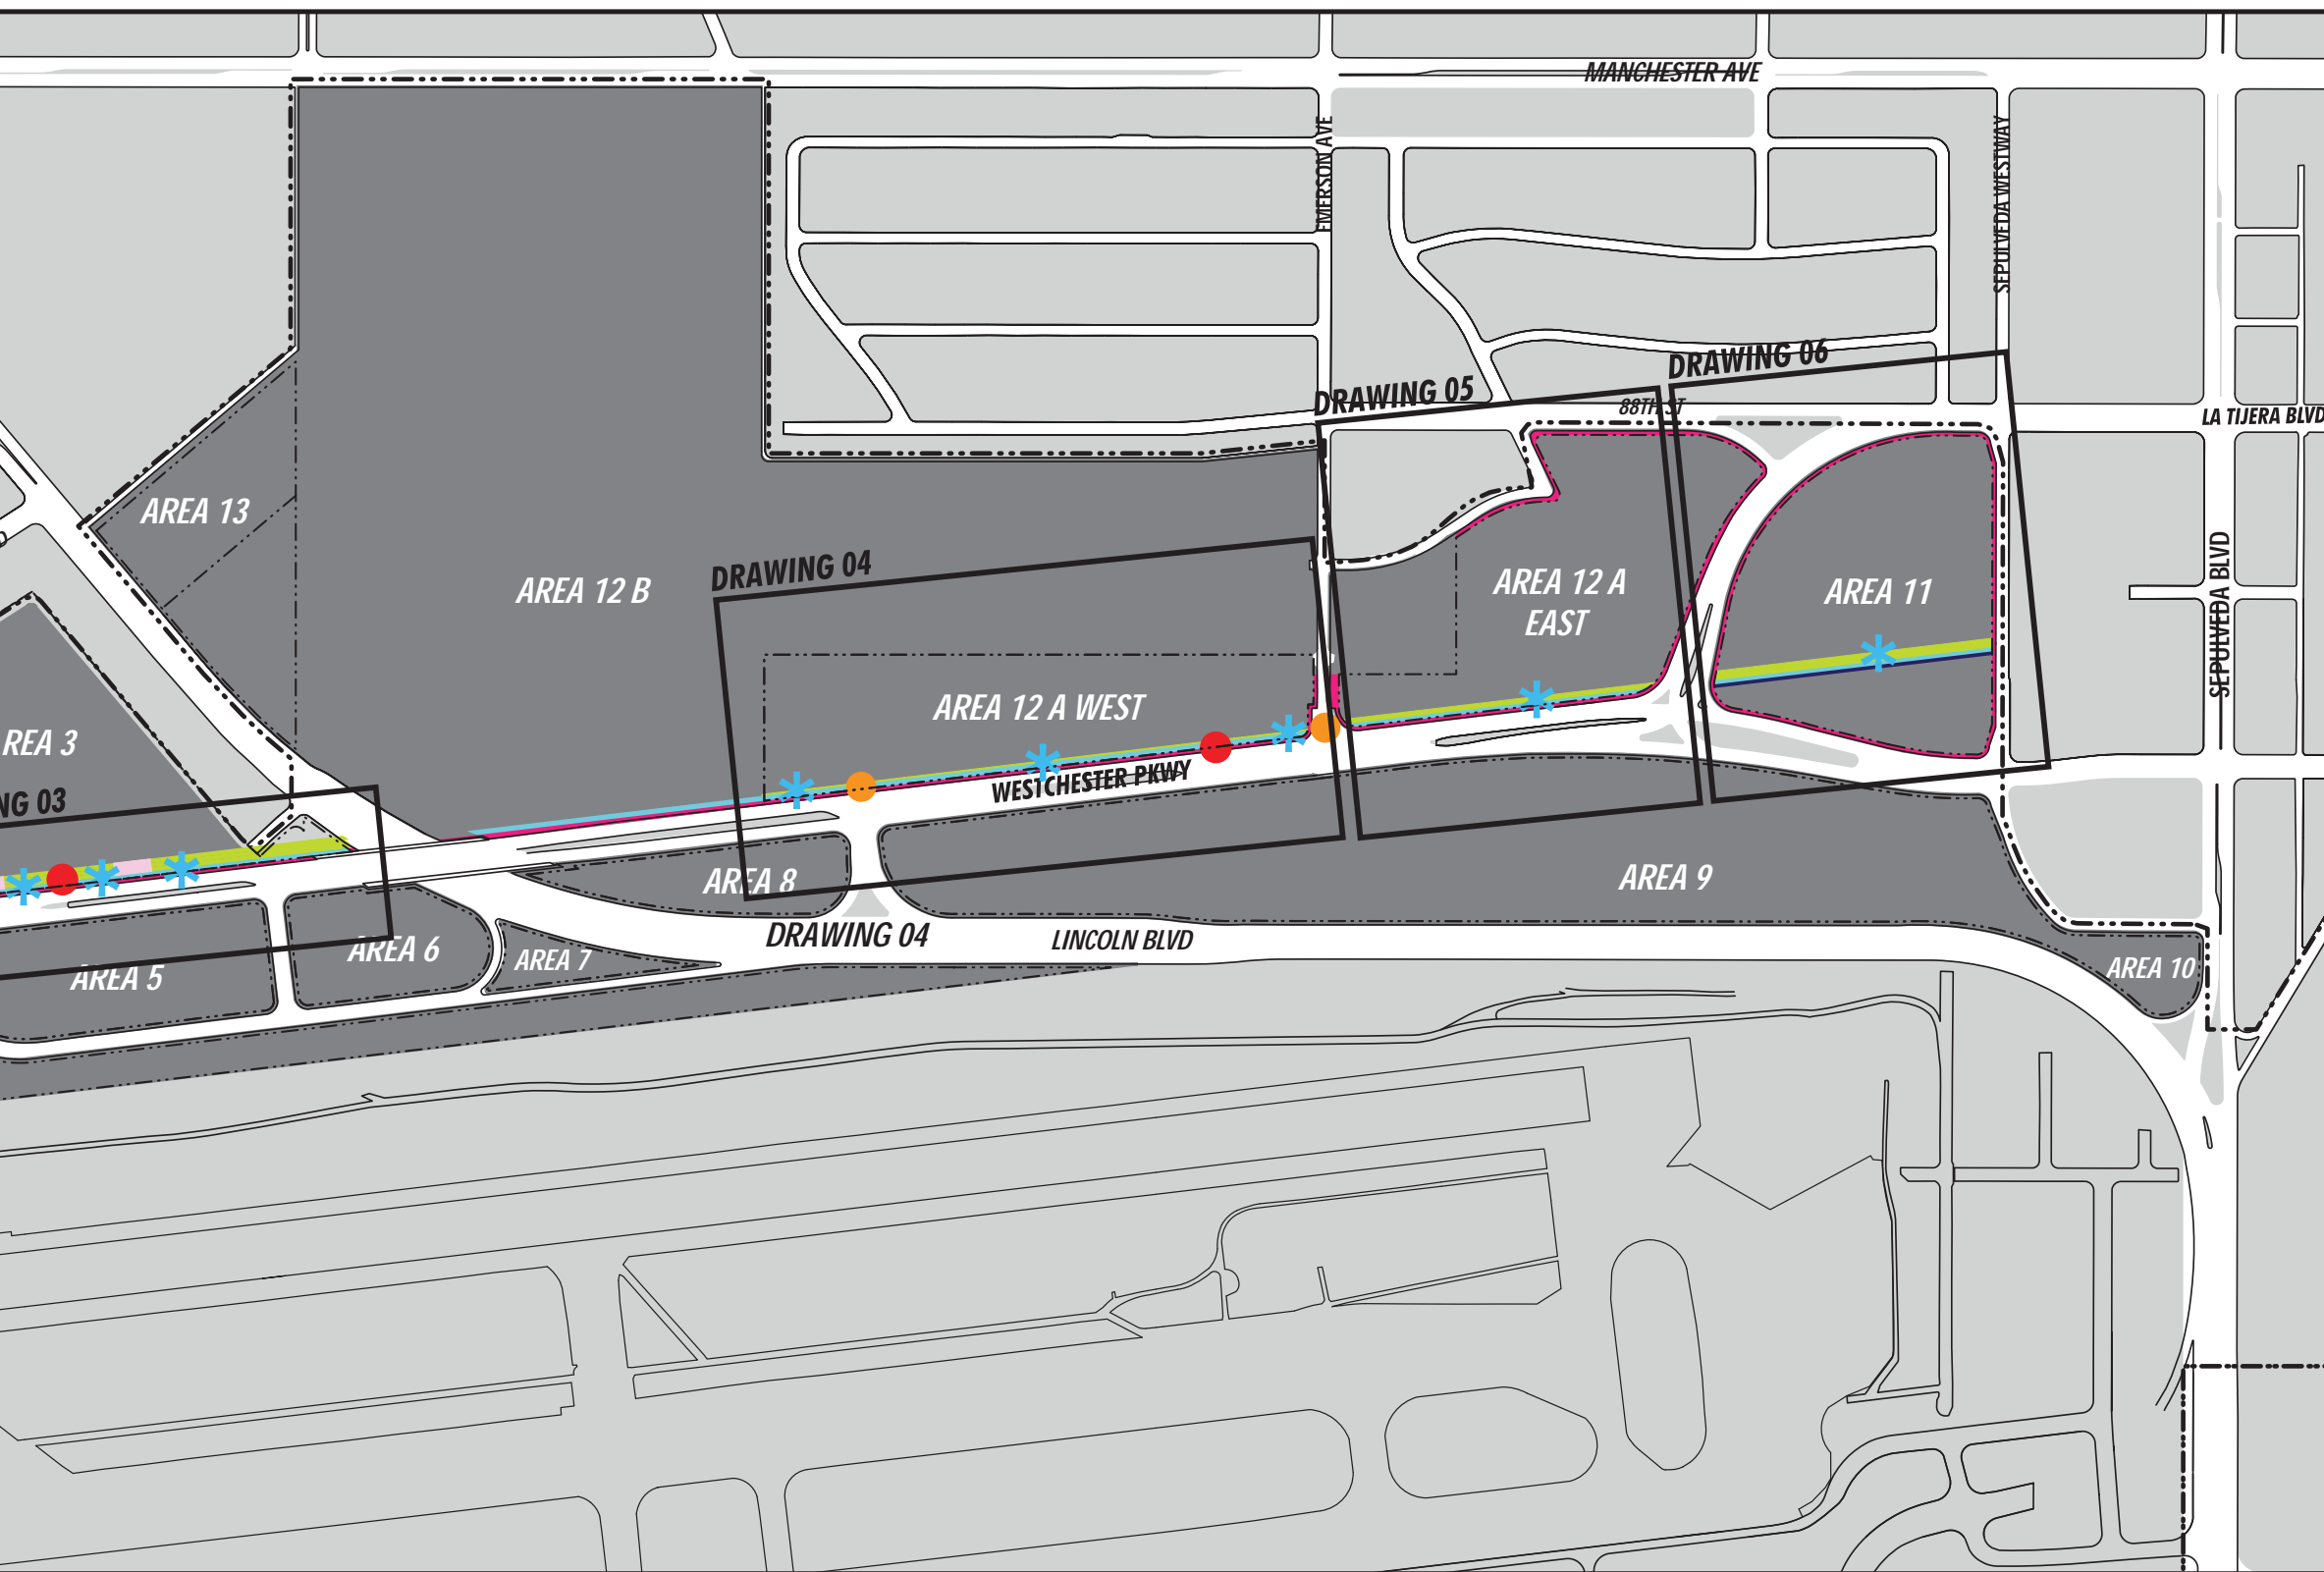 MANCHESTER AVE
EMERSON AVE
SEPULVEDA WESTWAY
DRAWING 06
DRAWING 05
88TH ST
LA TIJERA BLVD
AREA 13
AREA 12 B
DRAWING 04
AREA 12 A
EAST
AREA 11
SEPULVEDA BLVD
AREA 12 A WEST
REA 3
NG 03
WESTCHESTER PKWY
AREA 8
AREA 9
DRAWING 04
LINCOLN BLVD
AREA 6
AREA 7
AREA 5
AREA 10